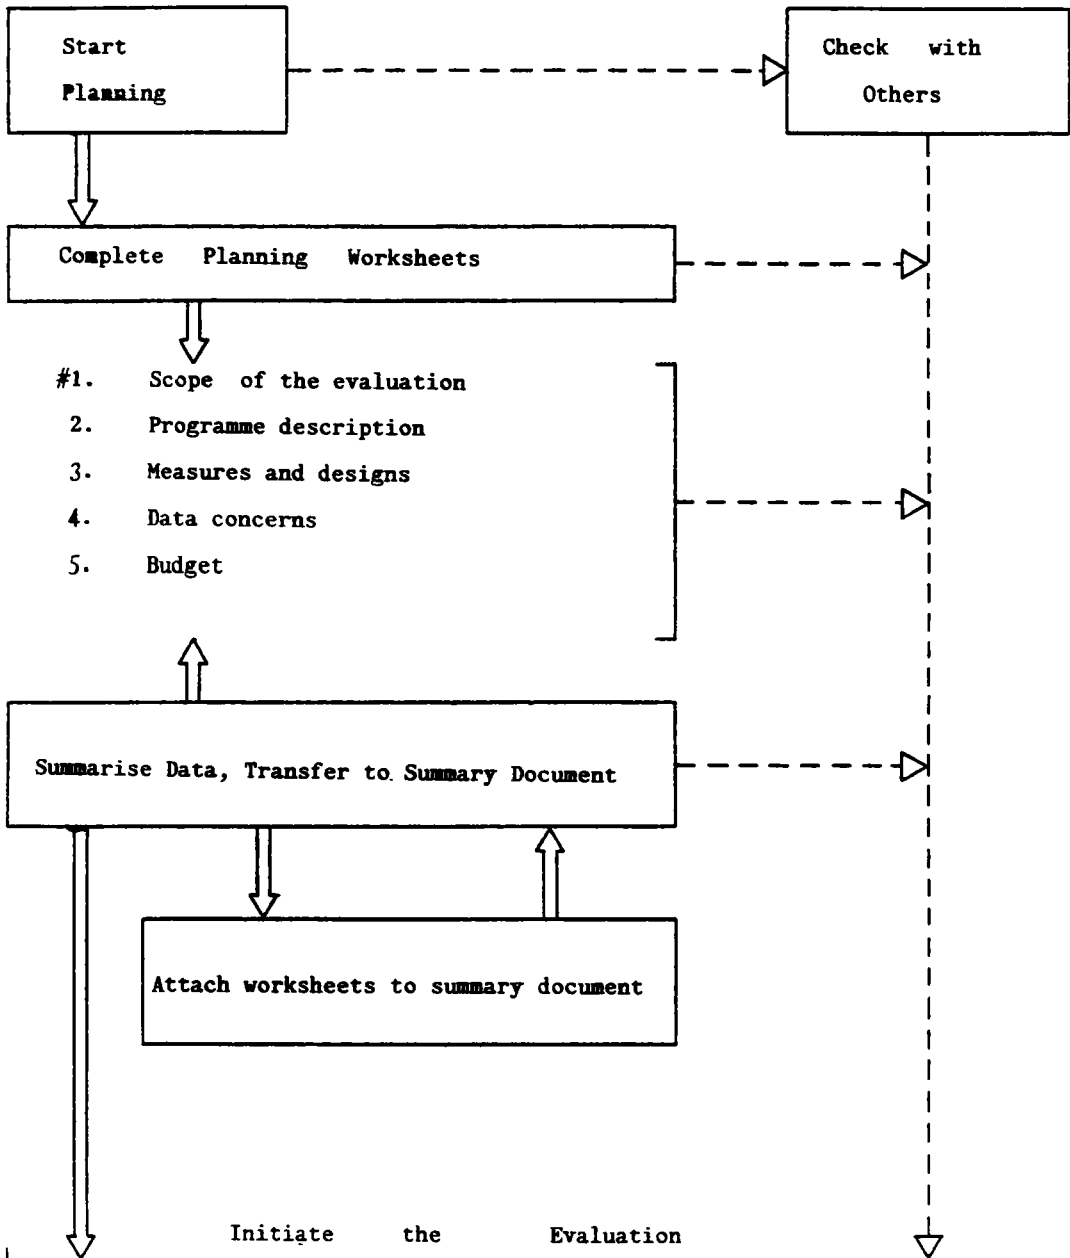 Start
Planning
Check with
Others
Complete Planning Worksheets
#1. Scope of the evaluation
2. Programme description
3. Measures and designs
4. Data concerns
5. Budget
Summarise Data, Transfer to Summary Document
Attach worksheets to summary document
Initiate the Evaluation